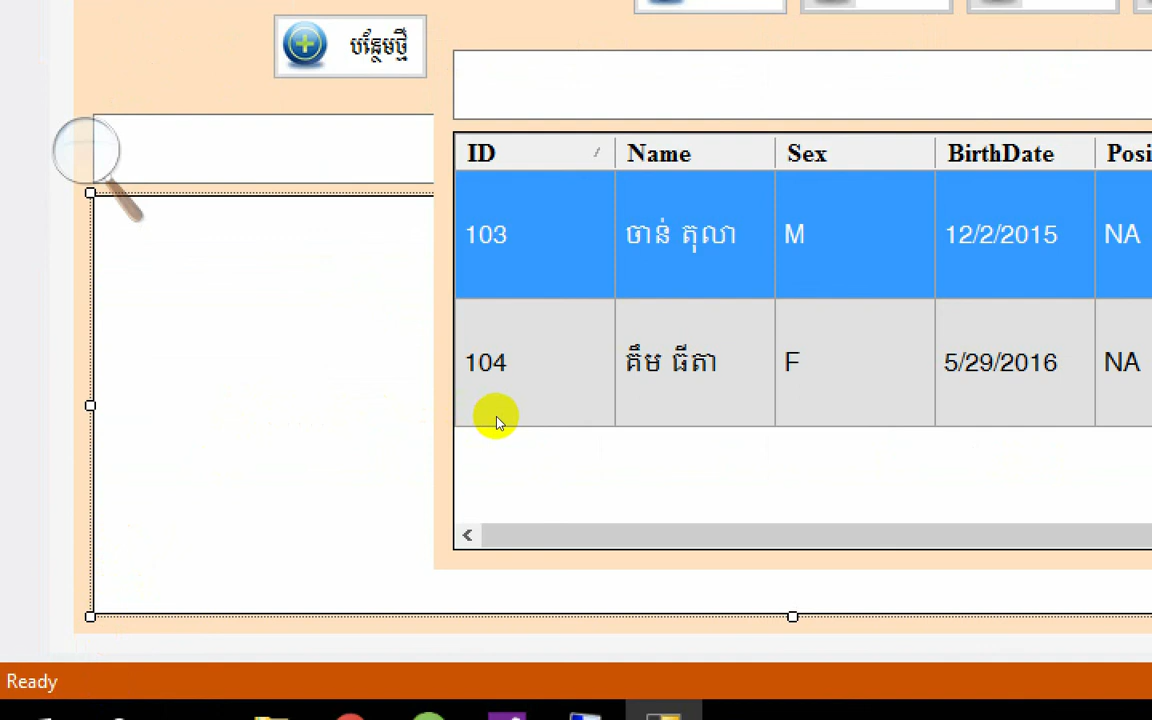 បន្ថែមថ្មី
ID Name Sex BirthDate Posi
103 ចាន់ តុលា M 12/2/2015 NA
104 គឹម ធីតា F 5/29/2016 NA
Ready